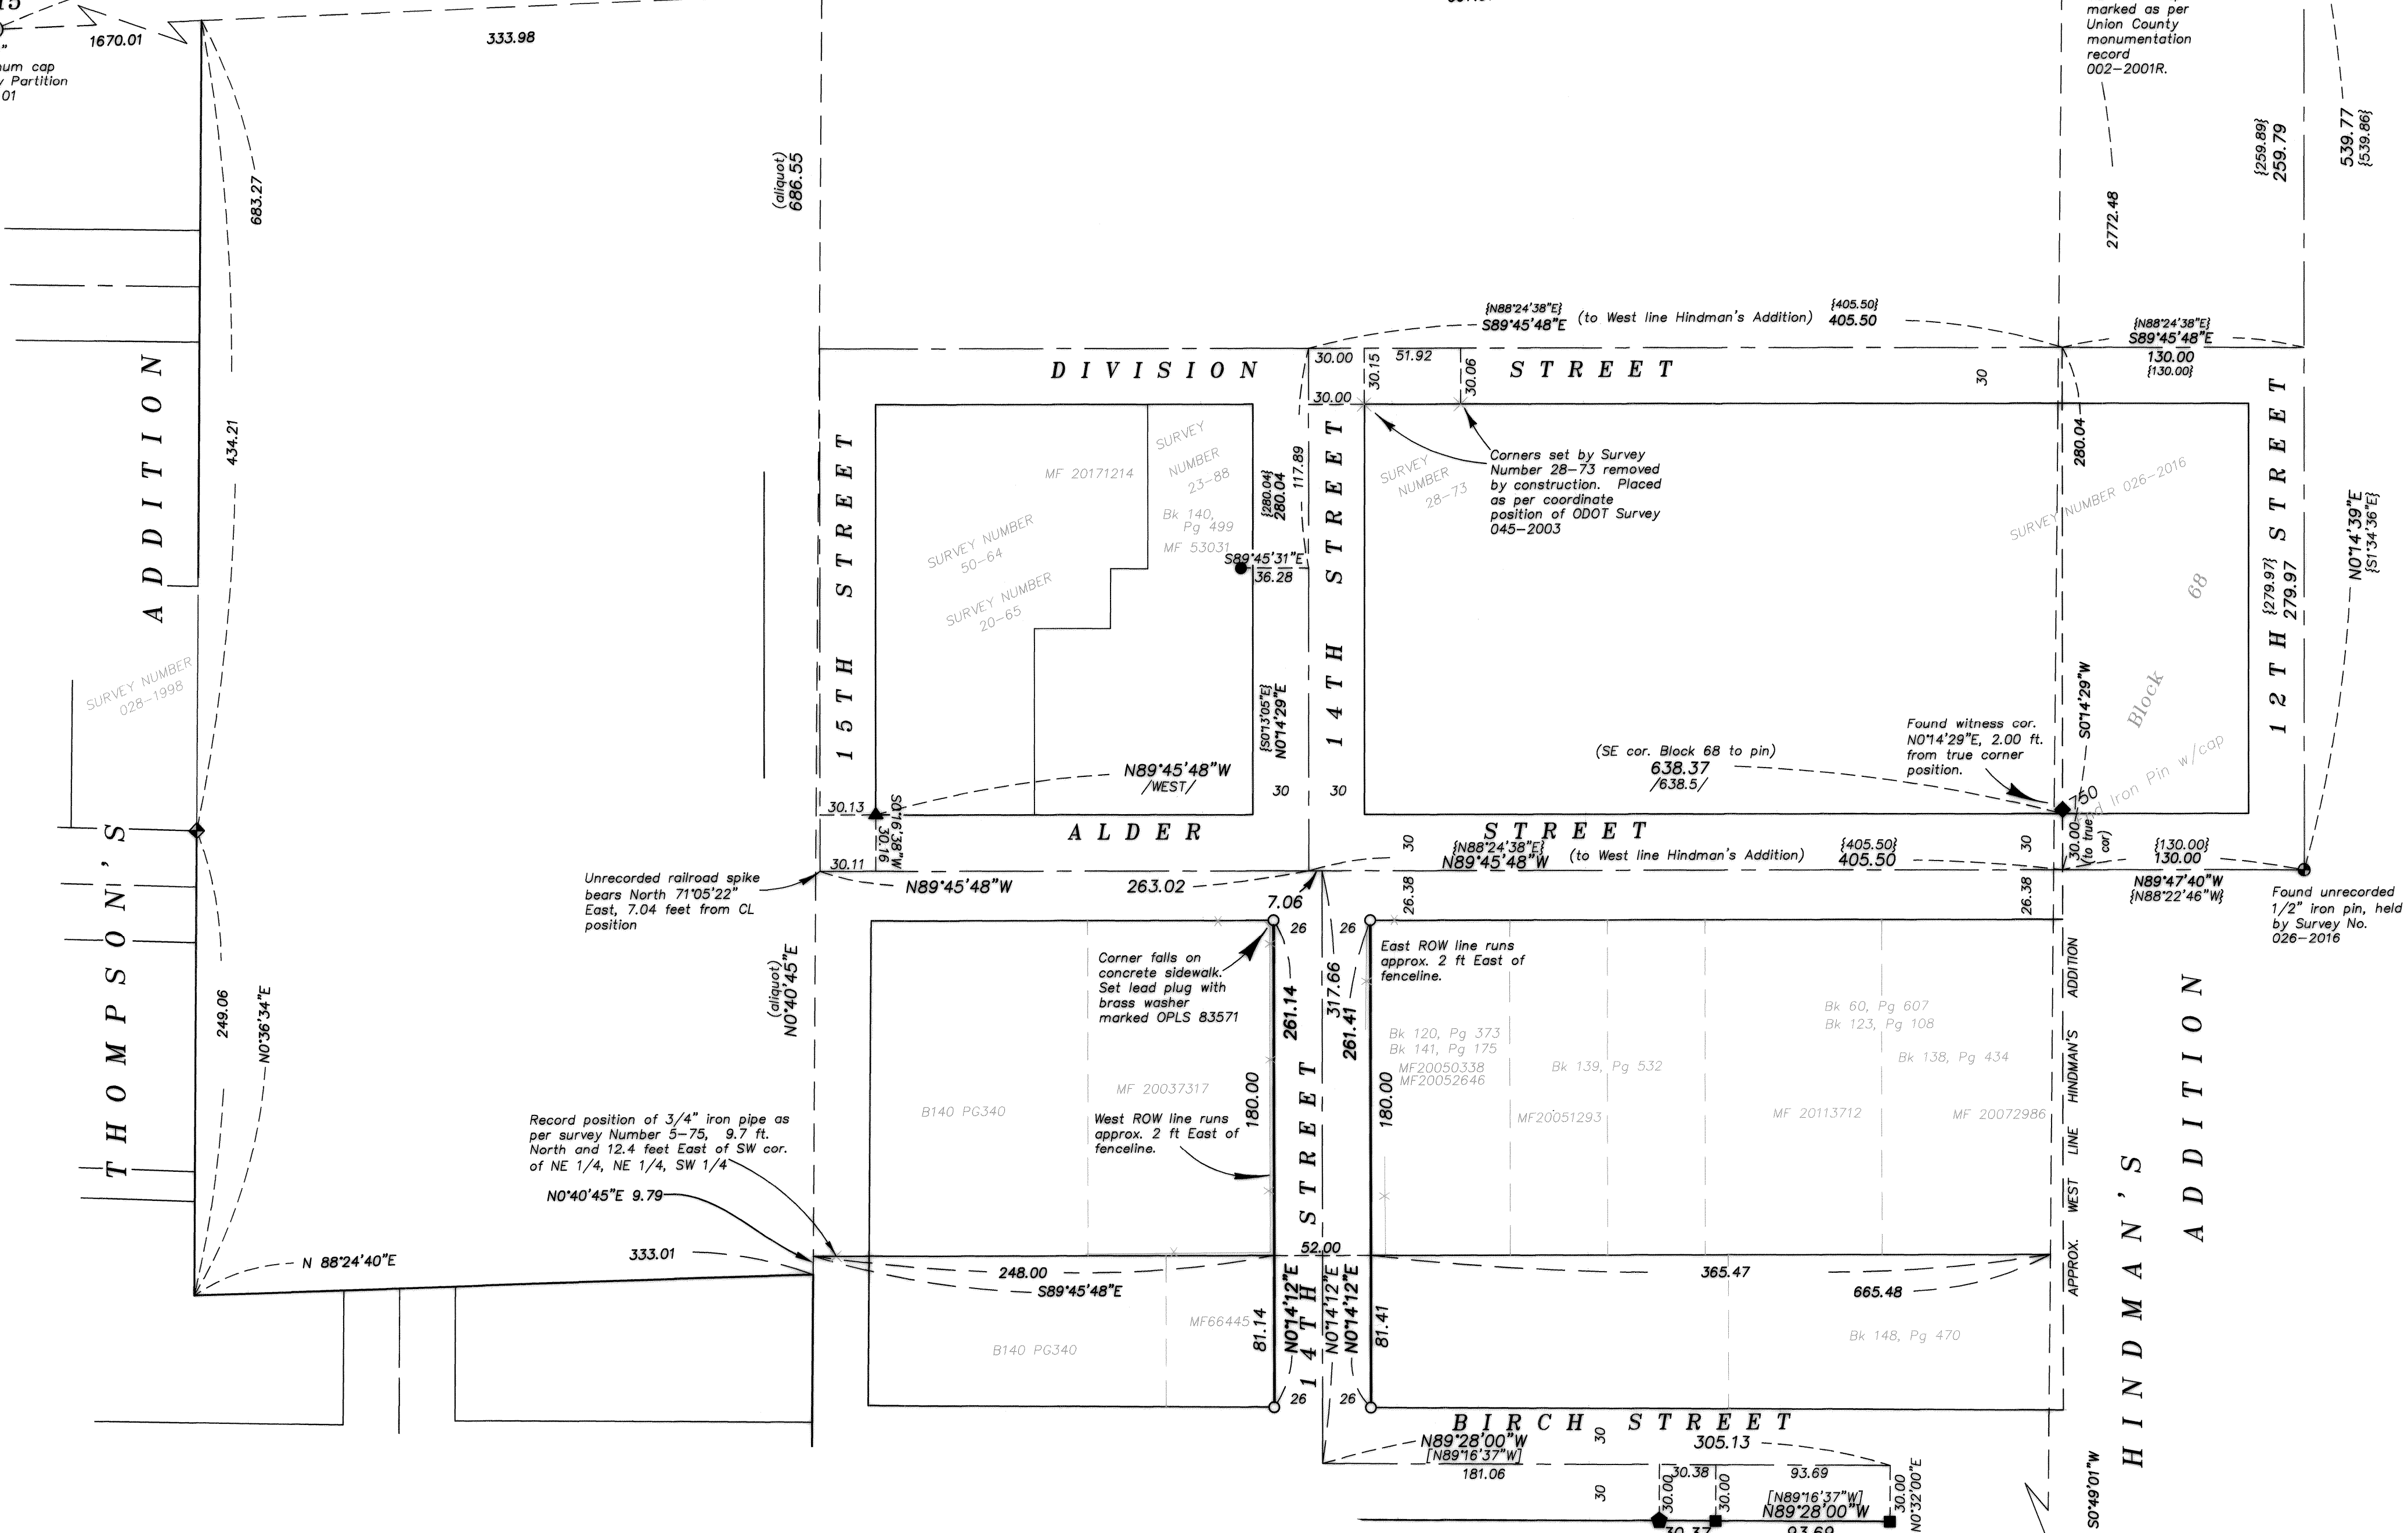 1670.01
num cap
y Partition
01
333.98
683.27
434.21
249.06
N0°36'34"E
THOMPSON'S
ADDITION
SURVEY NUMBER
028-1998
N 88°24'40"E
333.01
(aliquot)
686.55
marked as per
Union County
monumentation
record
002-2001R.
2772.48
{259.89}
259.79
539.77
{539.86}
{N88°24'38"E}
S89°45'48"E
(to West line Hindman's Addition)
{405.50}
405.50
{N88°24'38"E}
S89°45'48"E
130.00
{130.00}
DIVISION STREET
30.00
30.15
51.92
30.06
30.00
30
15TH STREET
MF 20171214
SURVEY
NUMBER
23-88
Bk 140,
Pg 499
MF 53031
SURVEY NUMBER
50-64
SURVEY NUMBER
20-65
{280.04}
280.04
117.89
S89°45'31"E
36.28
{S0°13'05"E}
N0°14'29"E
14TH STREET
30
30
SURVEY
NUMBER
28-73
Corners set by Survey
Number 28-73 removed
by construction. Placed
as per coordinate
position of ODOT Survey
045-2003
280.04
SURVEY NUMBER 026-2016
Block 68
12TH STREET
{279.97}
279.97
N0°14'39"E
{S1°34'36"E}
S0°14'29"W
Found witness cor.
N0°14'29"E, 2.00 ft.
from true corner
position.
(SE cor. Block 68 to pin)
638.37
/638.5/
750
Iron Pin w/cap
N89°45'48"W
/WEST/
30.13
S0°16'38"W
30.16
30.11
ALDER STREET
{N88°24'38"E}
N89°45'48"W
(to West line Hindman's Addition)
{405.50}
405.50
30
30
30.00
(to true
cor)
{130.00}
130.00
N89°47'40"W
{N88°22'46"W}
Found unrecorded
1/2" iron pin, held
by Survey No.
026-2016
Unrecorded railroad spike
bears North 71°05'22"
East, 7.04 feet from CL
position
N89°45'48"W
263.02
7.06
26.38
26.38
26
26
(aliquot)
N0°40'45"E
Corner falls on
concrete sidewalk.
Set lead plug with
brass washer
marked OPLS 83571
East ROW line runs
approx. 2 ft East of
fenceline.
261.14
317.66
261.41
180.00
180.00
B140 PG340
MF 20037317
West ROW line runs
approx. 2 ft East of
fenceline.
Bk 120, Pg 373
Bk 141, Pg 175
MF20050338
MF20052646
Bk 139, Pg 532
MF20051293
Bk 60, Pg 607
Bk 123, Pg 108
Bk 138, Pg 434
MF 20113712
MF 20072986
APPROX. WEST LINE HINDMAN'S ADDITION
HINDMAN'S
ADDITION
Record position of 3/4" iron pipe as
per survey Number 5-75, 9.7 ft.
North and 12.4 feet East of SW cor.
of NE 1/4, NE 1/4, SW 1/4
N0°40'45"E 9.79
52.00
248.00
S89°45'48"E
365.47
665.48
14TH STREET
N0°14'12"E
N0°14'12"E
N0°14'12"E
81.14
81.41
MF66445
B140 PG340
Bk 148, Pg 470
26
26
BIRCH STREET
N89°28'00"W
[N89°16'37"W]
305.13
30
181.06
30.38
93.69
30
30.00
30.00
[N89°16'37"W]
N89°28'00"W
30.00
N0°32'00"E
30.37
93.69
S0°49'01"W